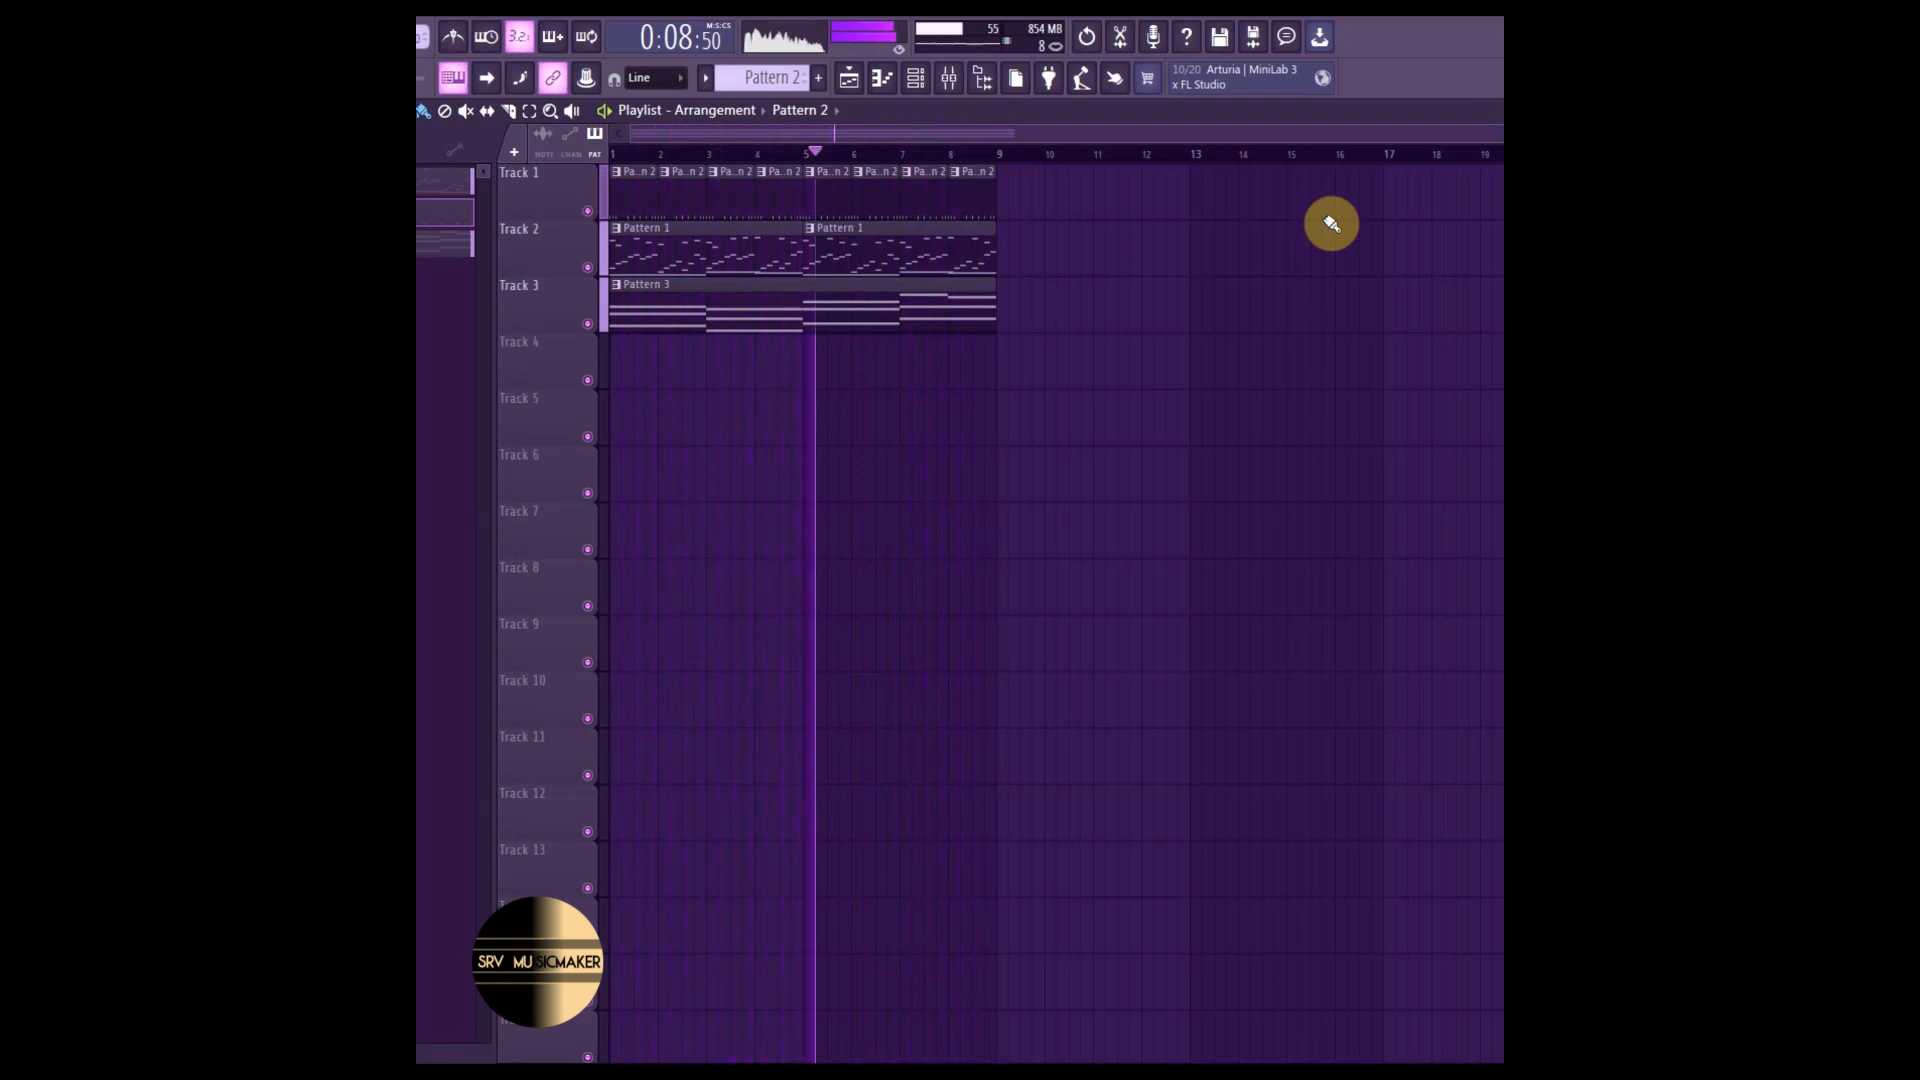 3.2.
0:08:50
M:S:CS
55
854 MB
8
Line
Pattern 2
10/20 Arturia | MiniLab 3
x FL Studio
Playlist - Arrangement › Pattern 2 ›
NOTE CHAN PAT
1 2 3 4 5 6 7 8 9 10 11 12 13 14 15 16 17 18 19
Track 1
Pa..n 2 Pa..n 2 Pa..n 2 Pa..n 2 Pa..n 2 Pa..n 2 Pa..n 2 Pa..n 2
Track 2
Pattern 1 Pattern 1
Track 3
Pattern 3
Track 4
Track 5
Track 6
Track 7
Track 8
Track 9
Track 10
Track 11
Track 12
Track 13
SRV MUSICMAKER